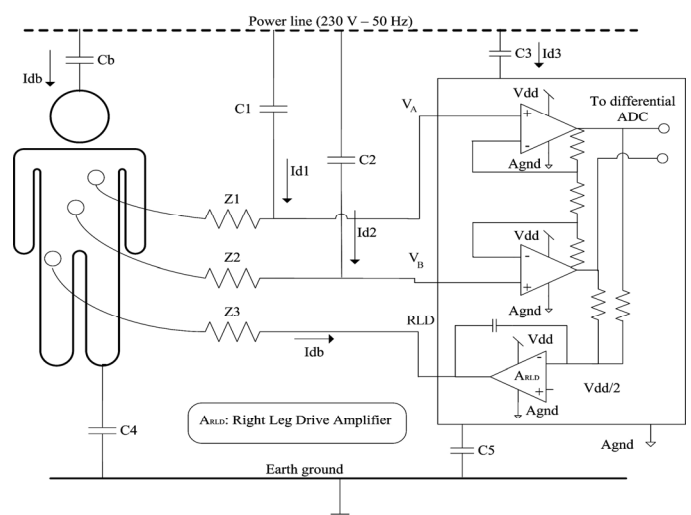 Power line (230 V – 50 Hz)
Cb
Idb
C1
Id1
C2
Id2
C3
Id3
VA
VB
Vdd
Agnd
To differential
ADC
Vdd
Agnd
Z1
Z2
Z3
Idb
RLD
Vdd
ARLD
Agnd
Vdd/2
ARLD: Right Leg Drive Amplifier
C4
C5
Agnd
Earth ground